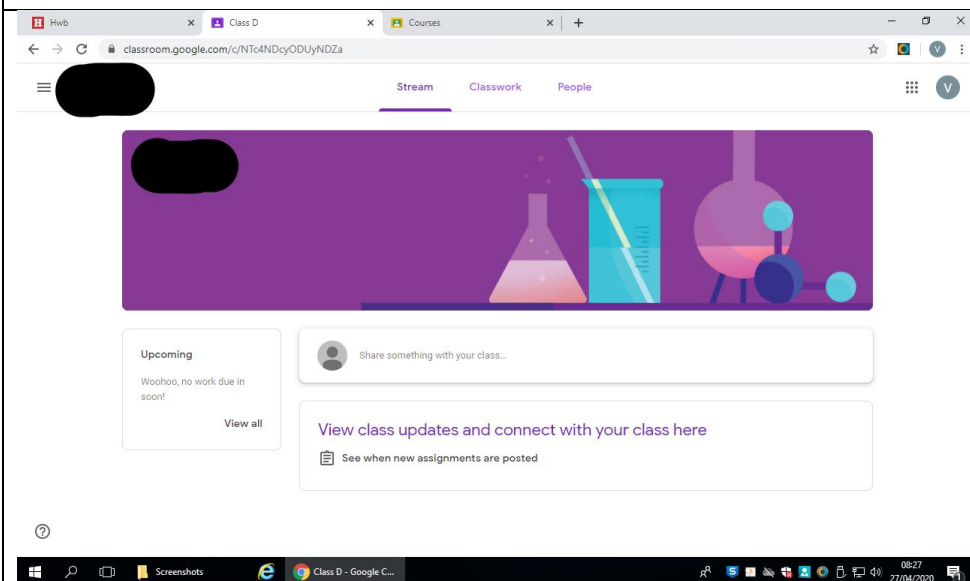 Hwb
Class D
Courses
classroom.google.com/c/NTc4NDcyODUyNDZa
V
Stream Classwork People
V
Upcoming
Woohoo, no work due in
soon!
View all
Share something with your class...
View class updates and connect with your class here
See when new assignments are posted
Screenshots
Class D - Google C...
08:27
27/04/2020